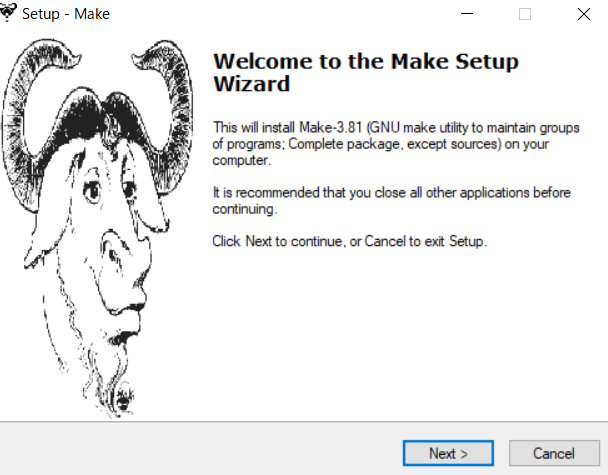 Setup - Make
Welcome to the Make Setup
Wizard
This will install Make-3.81 (GNU make utility to maintain groups
of programs; Complete package, except sources) on your
computer.
It is recommended that you close all other applications before
continuing.
Click Next to continue, or Cancel to exit Setup.
Next >
Cancel